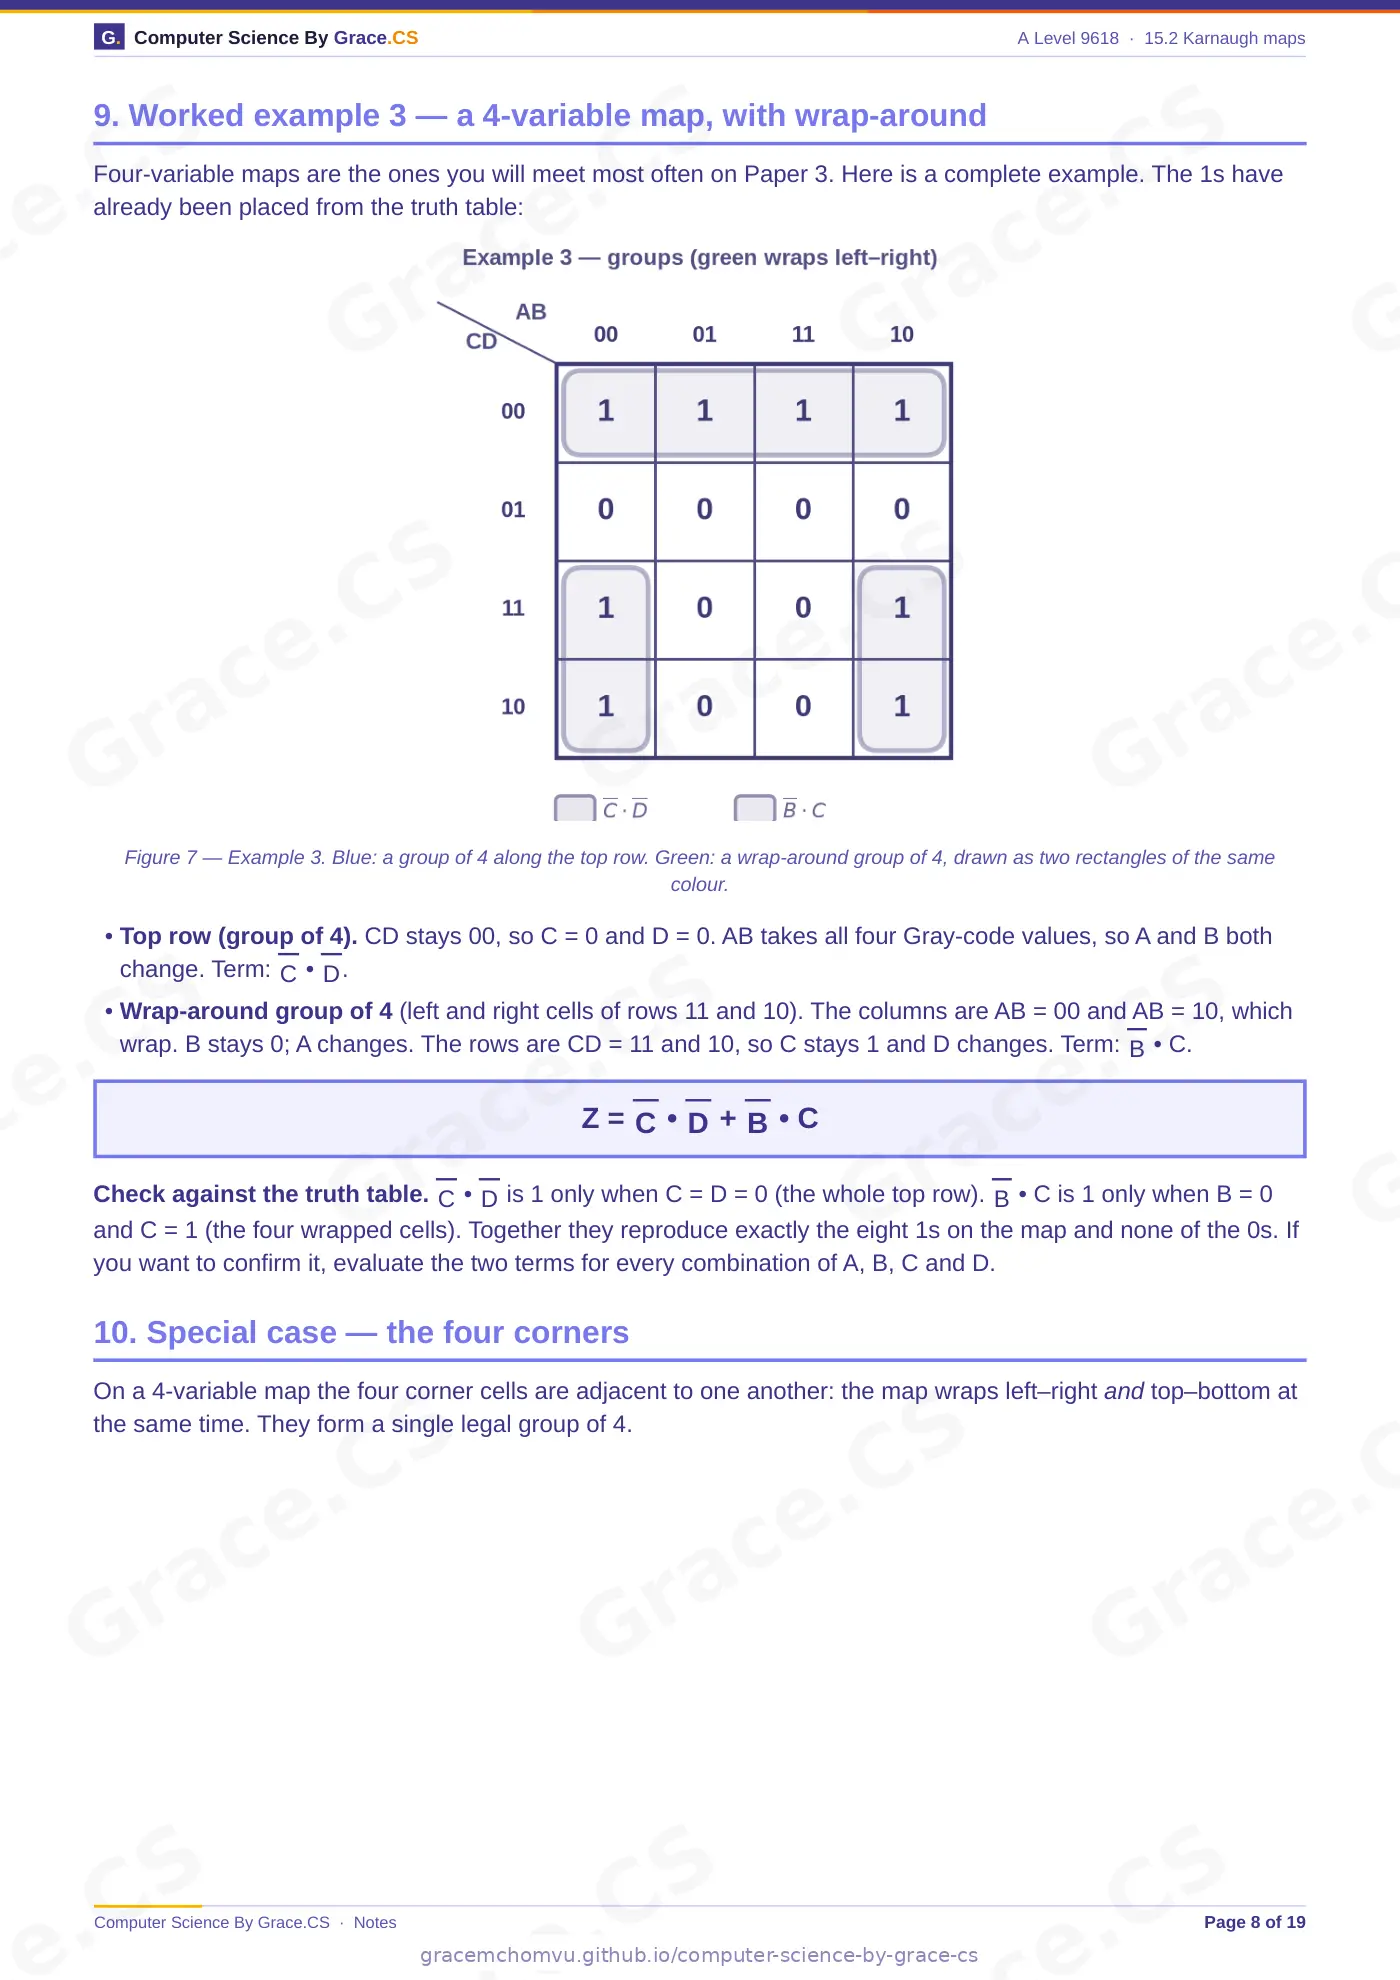 G. Computer Science By Grace.CS
A Level 9618 · 15.2 Karnaugh maps
9. Worked example 3 — a 4-variable map, with wrap-around
Four-variable maps are the ones you will meet most often on Paper 3. Here is a complete example. The 1s have
already been placed from the truth table:
Example 3 — groups (green wraps left–right)
AB
CD
00 01 11 10
00 1 1 1 1
01 0 0 0 0
11 1 0 0 1
10 1 0 0 1
C̅ · D̅ B̅ · C
Figure 7 — Example 3. Blue: a group of 4 along the top row. Green: a wrap-around group of 4, drawn as two rectangles of the same
colour.
• Top row (group of 4). CD stays 00, so C = 0 and D = 0. AB takes all four Gray-code values, so A and B both
change. Term: C̅ • D̅.
• Wrap-around group of 4 (left and right cells of rows 11 and 10). The columns are AB = 00 and AB = 10, which
wrap. B stays 0; A changes. The rows are CD = 11 and 10, so C stays 1 and D changes. Term: B̅ • C.
Z = C̅ • D̅ + B̅ • C
Check against the truth table. C̅ • D̅ is 1 only when C = D = 0 (the whole top row). B̅ • C is 1 only when B = 0
and C = 1 (the four wrapped cells). Together they reproduce exactly the eight 1s on the map and none of the 0s. If
you want to confirm it, evaluate the two terms for every combination of A, B, C and D.
10. Special case — the four corners
On a 4-variable map the four corner cells are adjacent to one another: the map wraps left–right and top–bottom at
the same time. They form a single legal group of 4.
Computer Science By Grace.CS · Notes
Page 8 of 19
gracemchomvu.github.io/computer-science-by-grace-cs